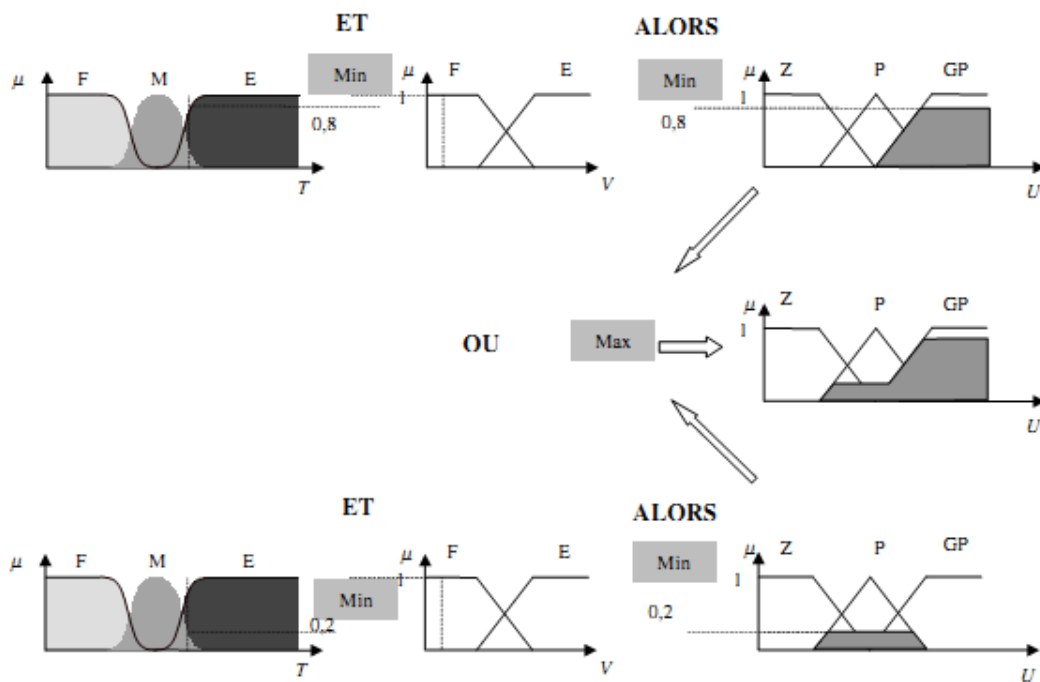 ET ALORS
μ F M E Min μ F E Min μ Z P GP
1 1
0,8 0,8
T V U
μ Z P GP
1
OU Max
U
ET ALORS
μ F M E μ F E Min μ Z P GP
Min 1 1
0,2 0,2
T V U